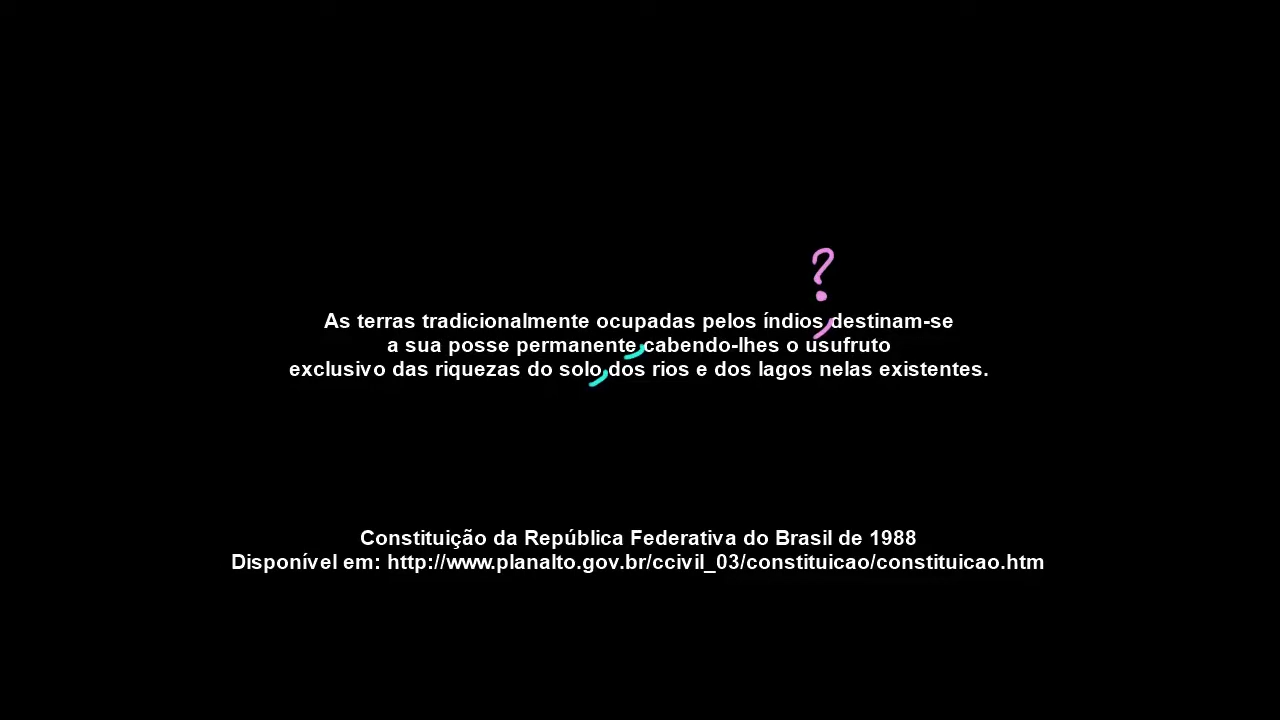 ?
As terras tradicionalmente ocupadas pelos índios, destinam-se
a sua posse permanente, cabendo-lhes o usufruto
exclusivo das riquezas do solo, dos rios e dos lagos nelas existentes.
Constituição da República Federativa do Brasil de 1988
Disponível em: http://www.planalto.gov.br/ccivil_03/constituicao/constituicao.htm